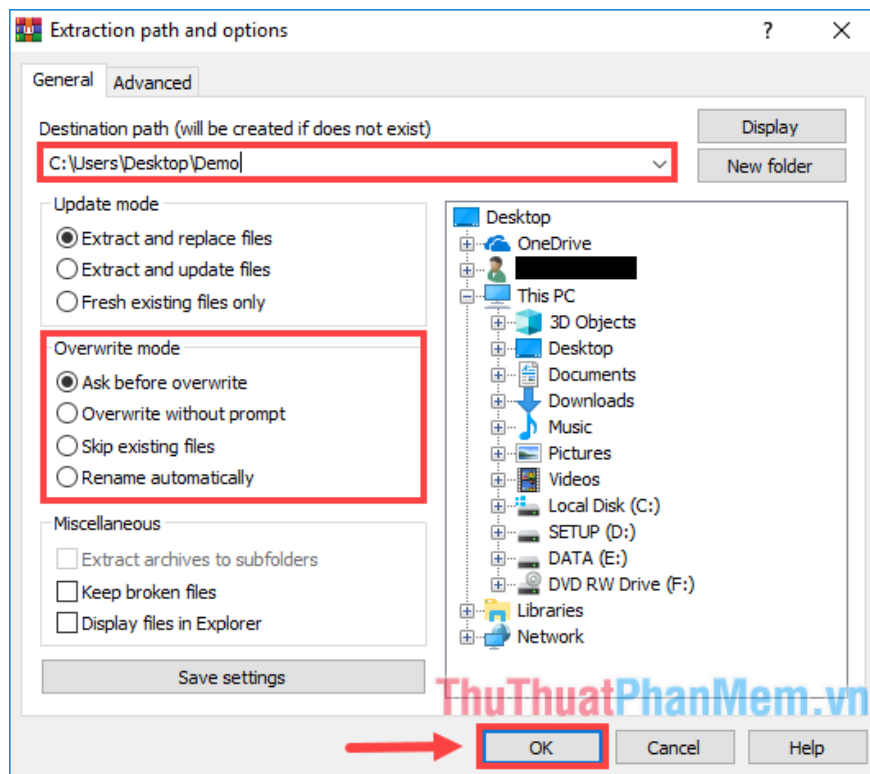 Extraction path and options
?
General
Advanced
Destination path (will be created if does not exist)
Display
C:\Users\Desktop\Demo
New folder
Update mode
Extract and replace files
Extract and update files
Fresh existing files only
Overwrite mode
Ask before overwrite
Overwrite without prompt
Skip existing files
Rename automatically
Miscellaneous
Extract archives to subfolders
Keep broken files
Display files in Explorer
Save settings
Desktop
OneDrive
This PC
3D Objects
Desktop
Documents
Downloads
Music
Pictures
Videos
Local Disk (C:)
SETUP (D:)
DATA (E:)
DVD RW Drive (F:)
Libraries
Network
ThuThuatPhanMem.vn
OK
Cancel
Help